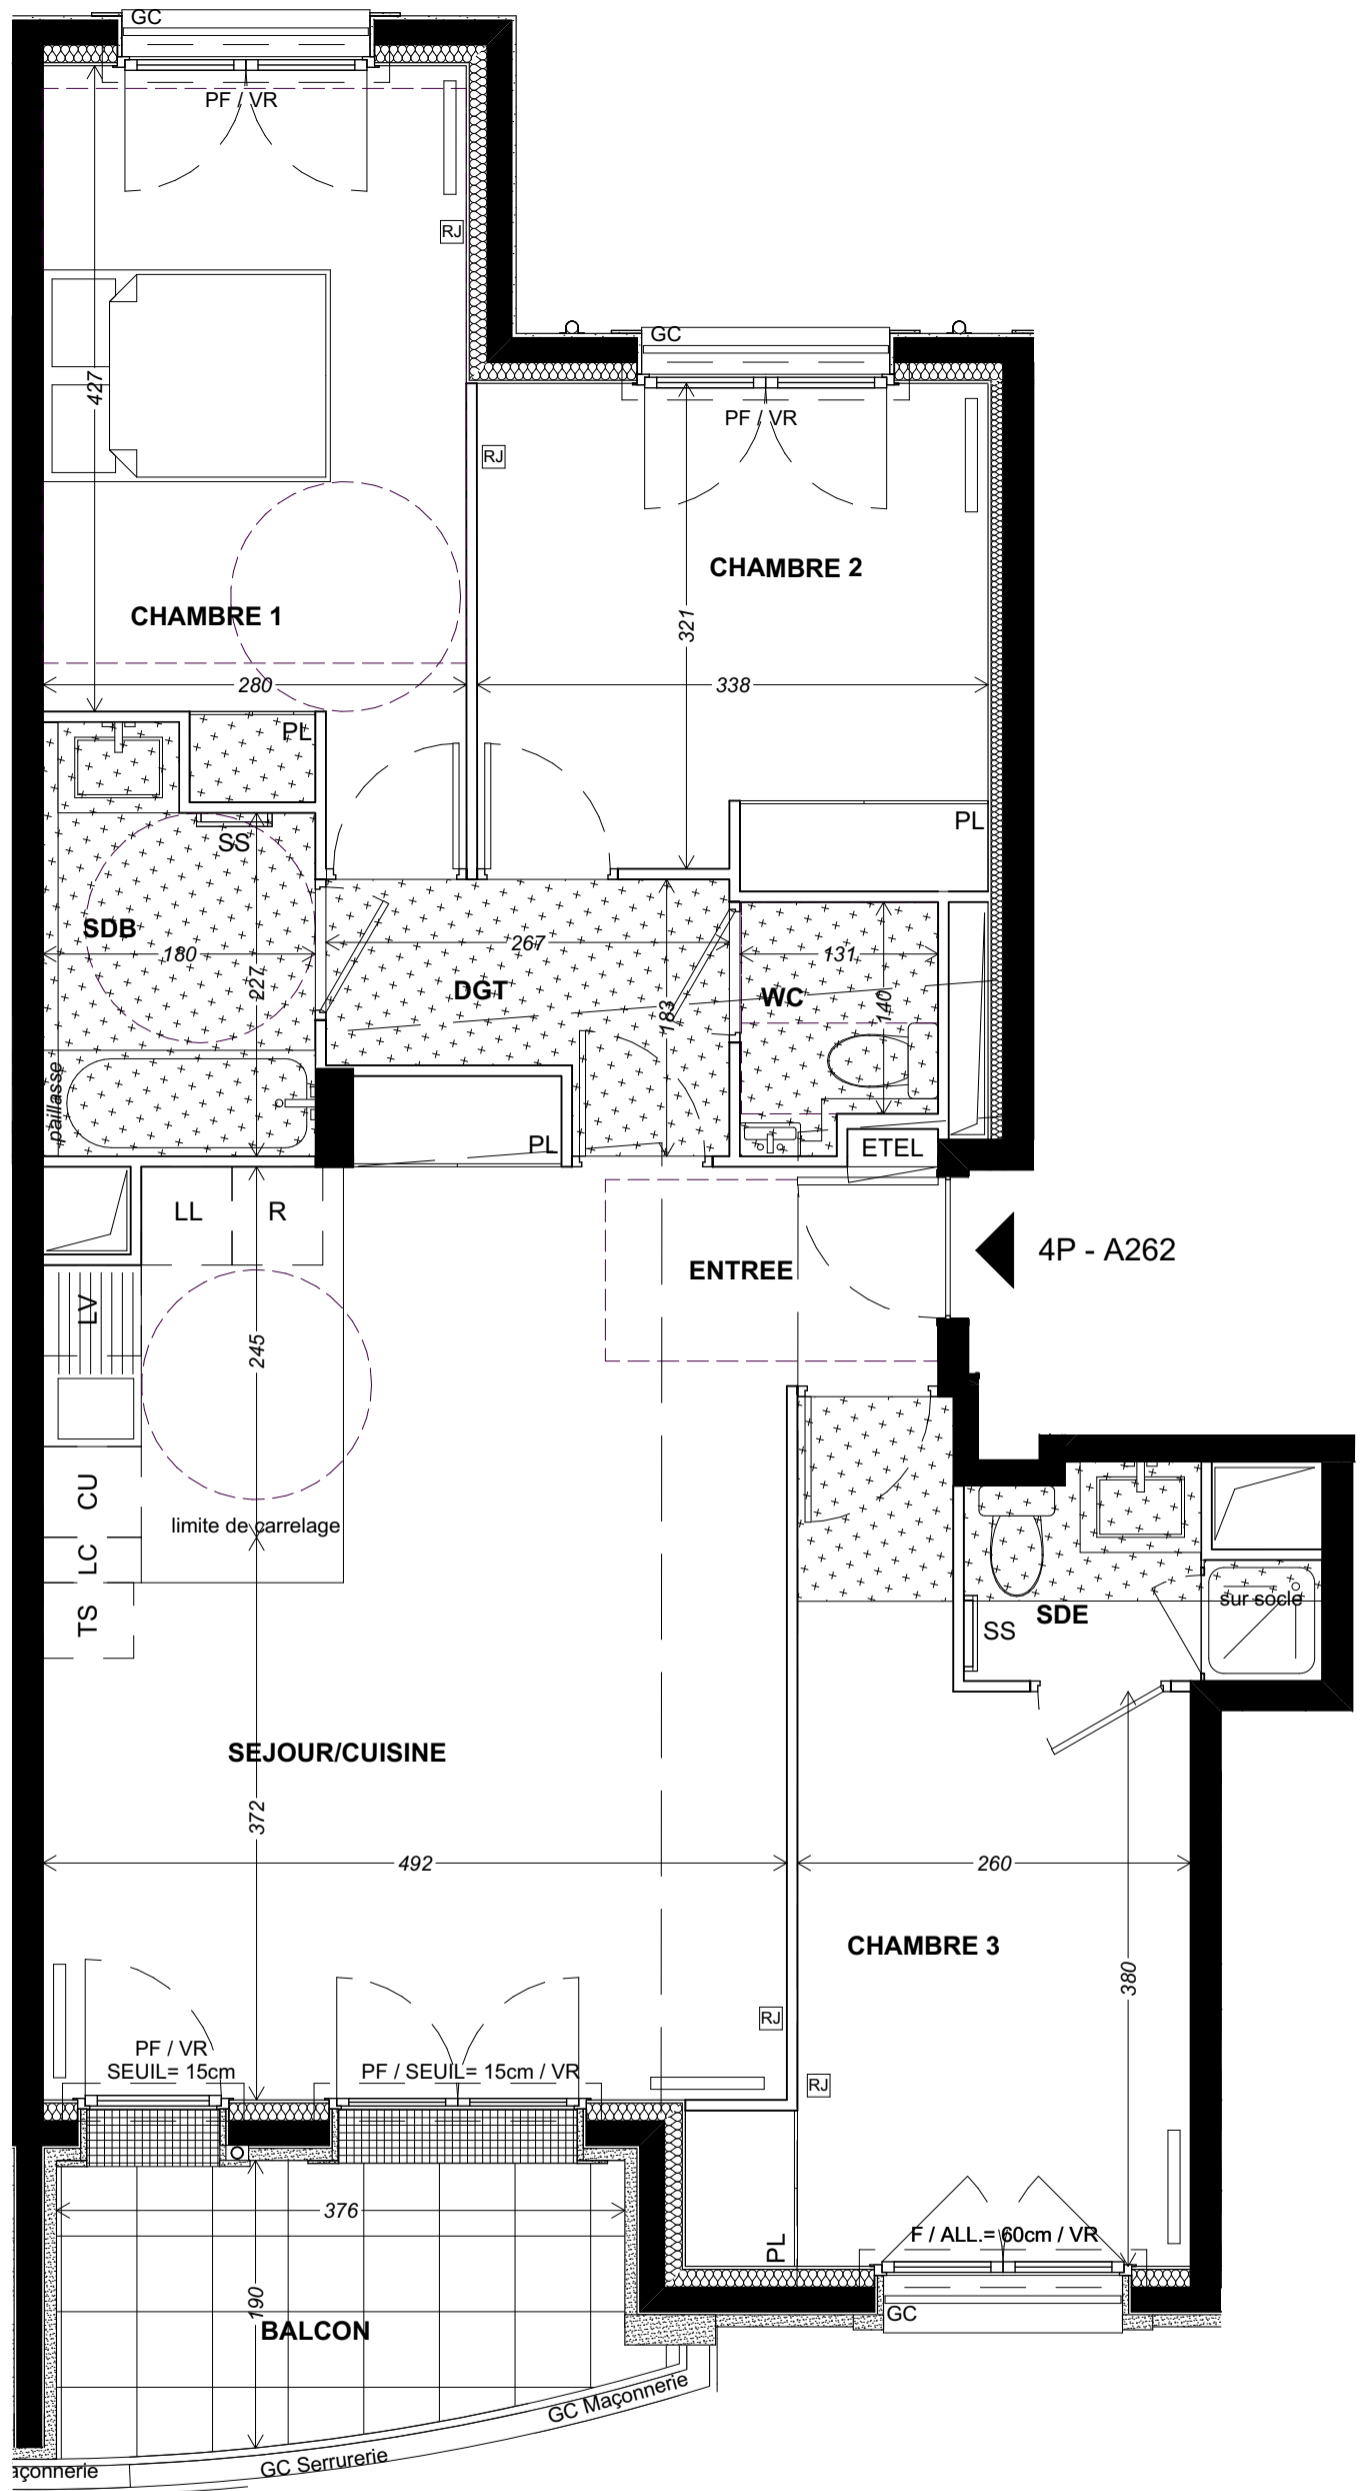 GC
PF / VR
RJ
427
GC
PF / VR
RJ
CHAMBRE 2
CHAMBRE 1
321
280
338
PL
PL
SS
SDB
180
227
267
DGT
183
131
WC
140
paillasse
PL
ETEL
LL
R
ENTREE
4P - A262
LV
245
CU
limite de carrelage
LC
TS
sur socle
SDE
SS
SEJOUR/CUISINE
372
492
260
CHAMBRE 3
380
RJ
PF / VR
SEUIL= 15cm
PF / SEUIL= 15cm / VR
RJ
376
PL
F / ALL.= 60cm / VR
190
BALCON
GC
GC Maçonnerie
GC Serrurerie
açonnerie